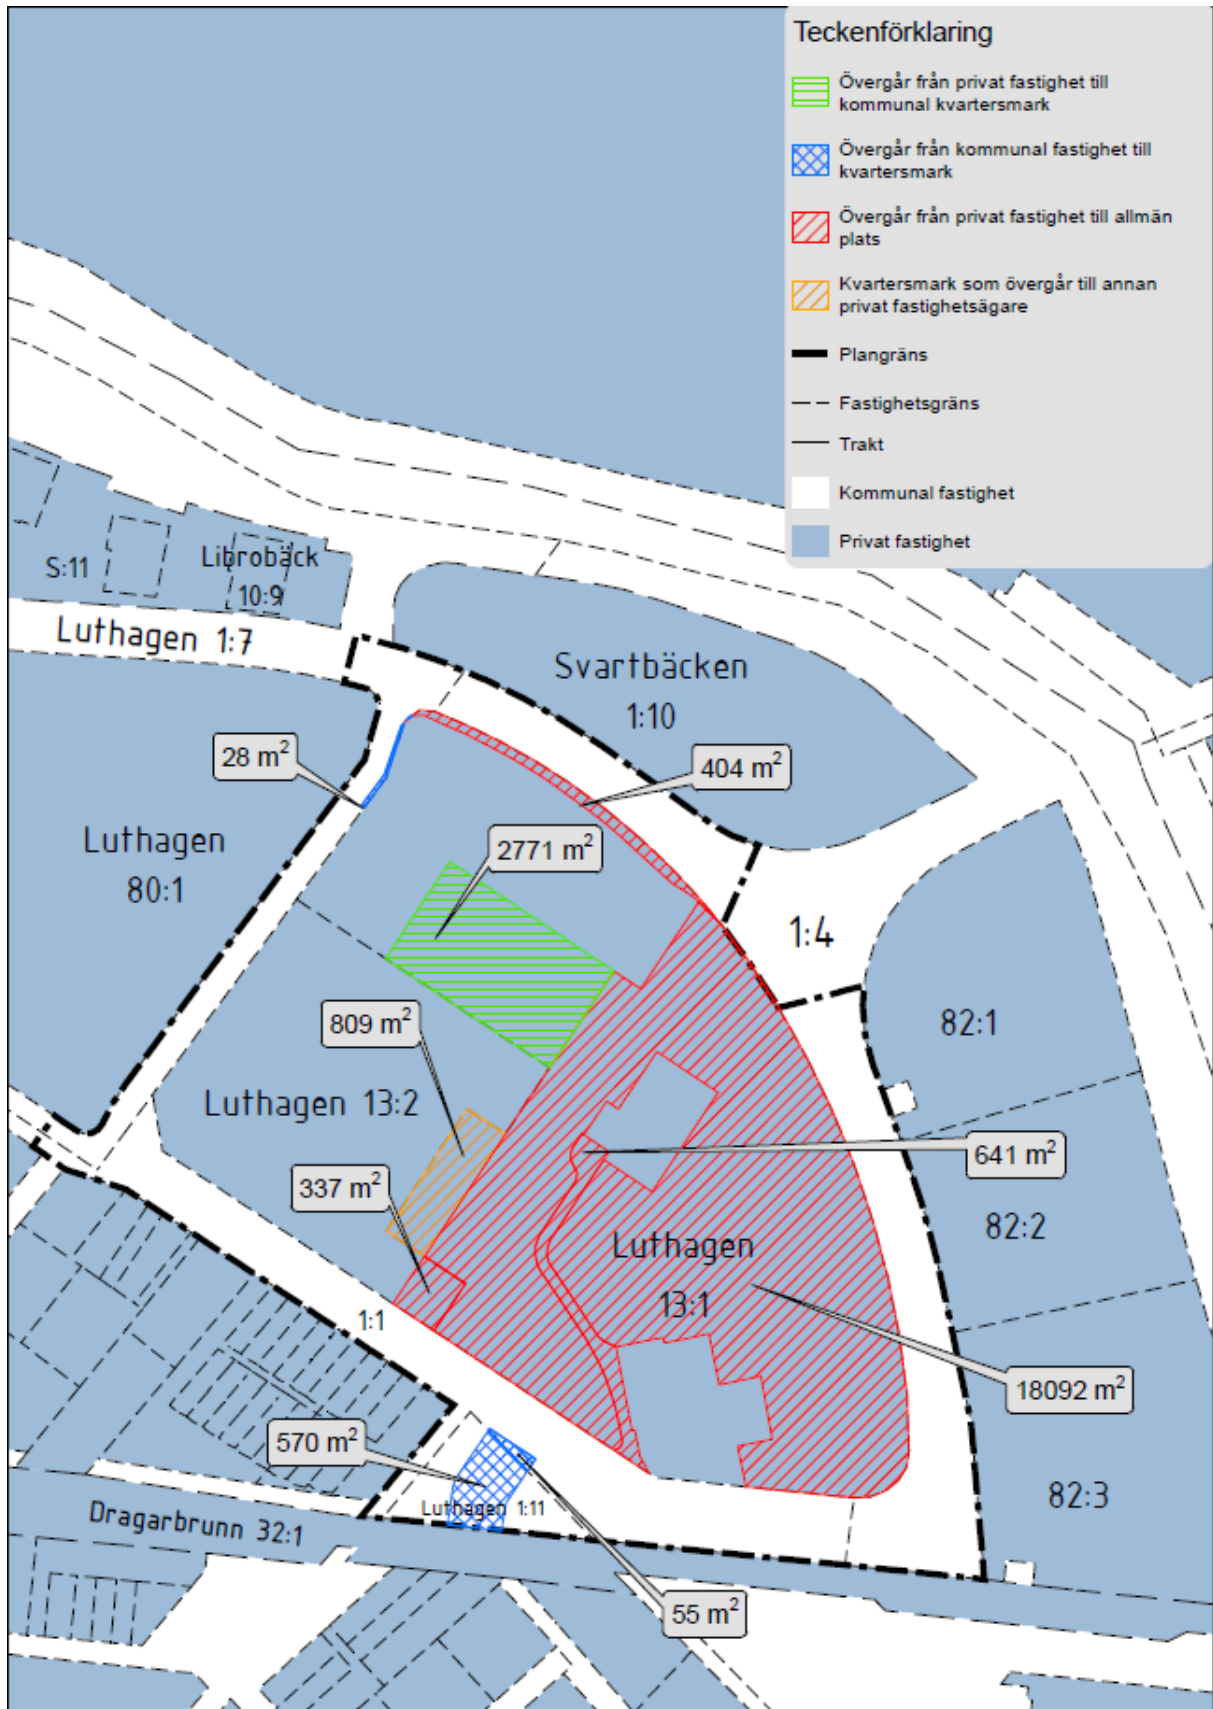 Teckenförklaring
Övergår från privat fastighet till
kommunal kvartersmark
Övergår från kommunal fastighet till
kvartersmark
Övergår från privat fastighet till allmän
plats
Kvartersmark som övergår till annan
privat fastighetsägare
Plangräns
Fastighetsgräns
Trakt
Kommunal fastighet
Privat fastighet
S:11
Librobäck
10:9
Luthagen 1:7
Svartbäcken
1:10
28 m²
404 m²
Luthagen
80:1
2771 m²
1:4
809 m²
82:1
Luthagen 13:2
641 m²
337 m²
82:2
Luthagen
13:1
1:1
18092 m²
570 m²
Luthagen 1:11
82:3
Dragarbrunn 32:1
55 m²